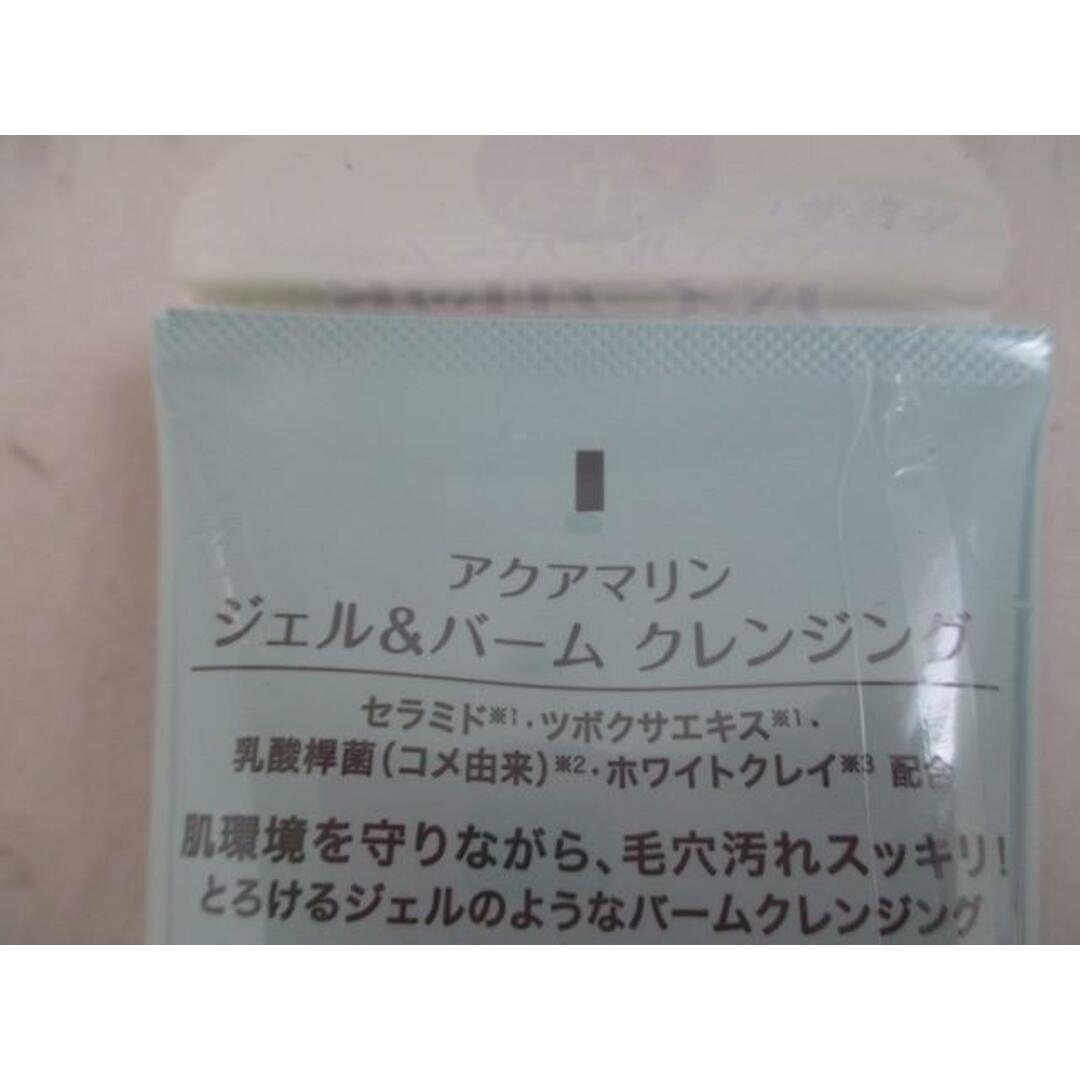 アクアマリン
ジェル&バーム クレンジング
セラミド※1・ツボクサエキス※1・
乳酸桿菌(コメ由来)※2・ホワイトクレイ※3 配合
肌環境を守りながら、毛穴汚れスッキリ!
とろけるジェルのようなバームクレンジング